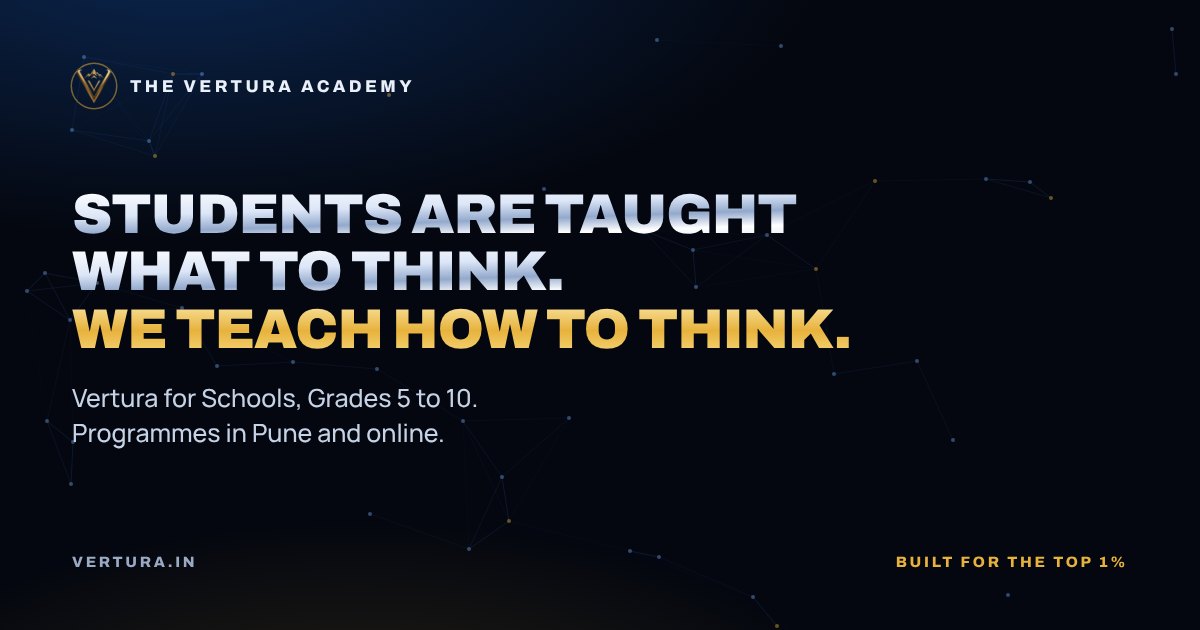 THE VERTURA ACADEMY
STUDENTS ARE TAUGHT
WHAT TO THINK.
WE TEACH HOW TO THINK.
Vertura for Schools, Grades 5 to 10.
Programmes in Pune and online.
VERTURA.IN
BUILT FOR THE TOP 1%